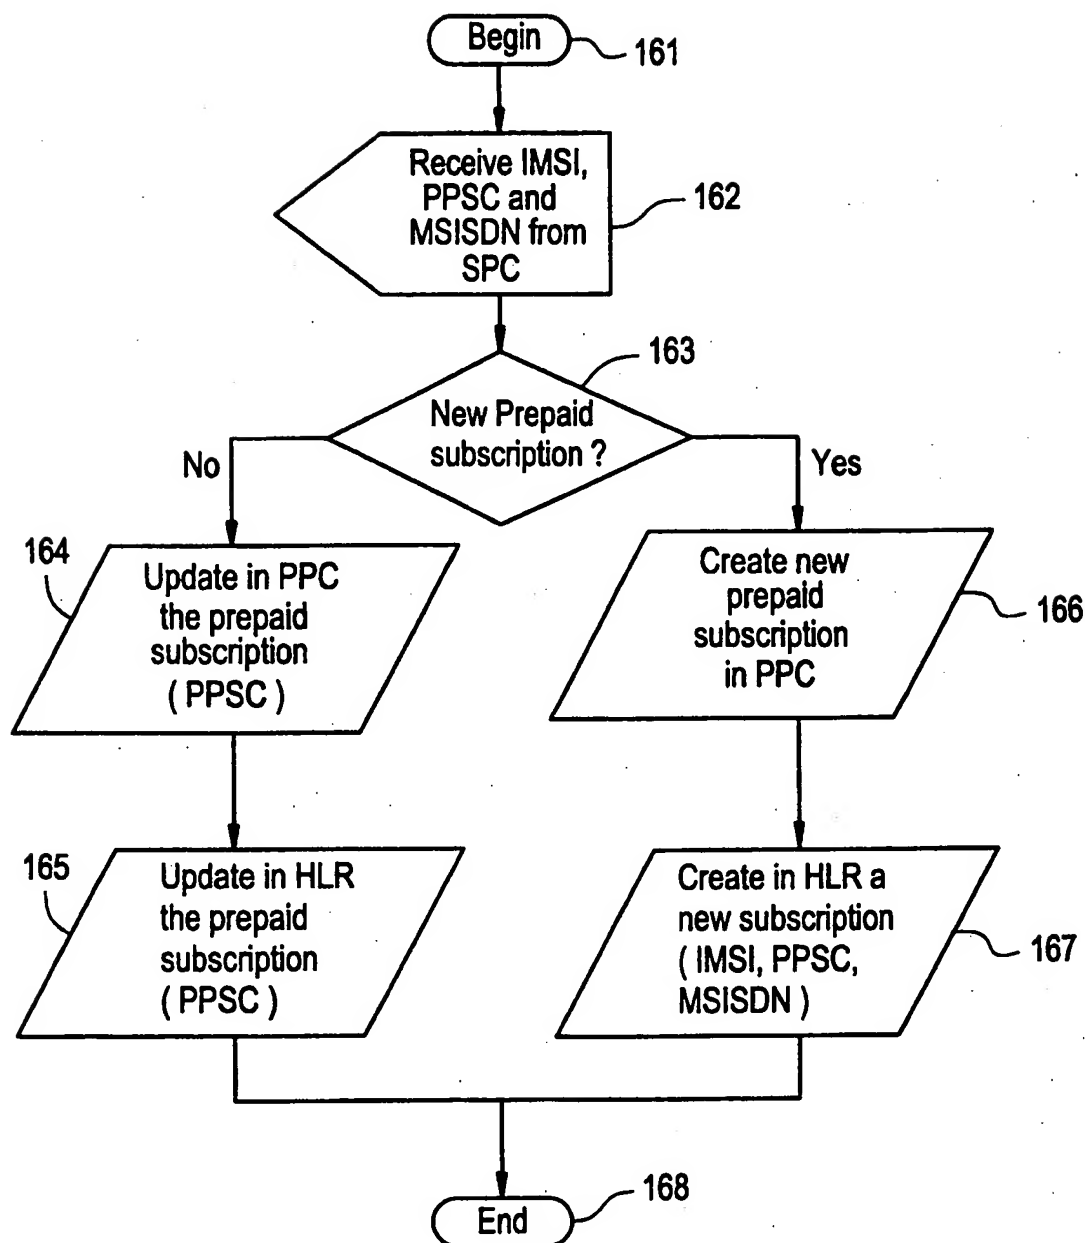 Begin
161
Receive IMSI,
PPSC and
MSISDN from
SPC
162
163
New Prepaid
subscription ?
No
Yes
164
Update in PPC
the prepaid
subscription
( PPSC )
Create new
prepaid
subscription
in PPC
166
165
Update in HLR
the prepaid
subscription
( PPSC )
Create in HLR a
new subscription
( IMSI, PPSC,
MSISDN )
167
168
End